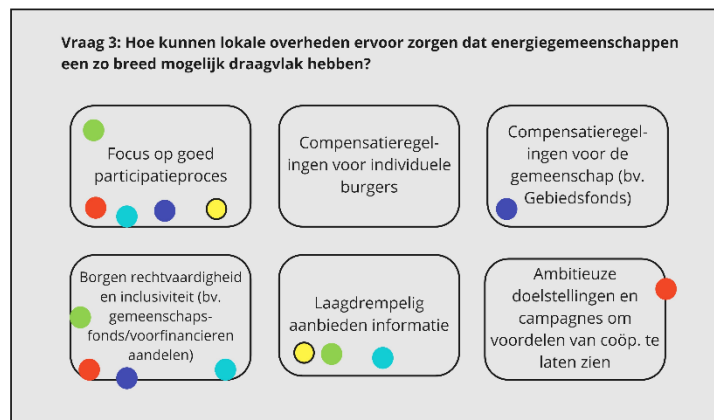 Vraag 3: Hoe kunnen lokale overheden ervoor zorgen dat energiegemeenschappen
een zo breed mogelijk draagvlak hebben?
Focus op goed
participatieproces
Compensatieregel-
lingen voor individuele
burgers
Compensatieregel-
lingen voor de
gemeenschap (bv.
Gebiedsfonds)
Borgen rechtvaardigheid
en inclusiviteit (bv.
gemeenschaps-
fonds/voorfinancieren
aandelen)
Laagdrempelig
aanbieden informatie
Ambitieuze
doelstellingen en
campagnes om
voordelen van coöp. te
laten zien